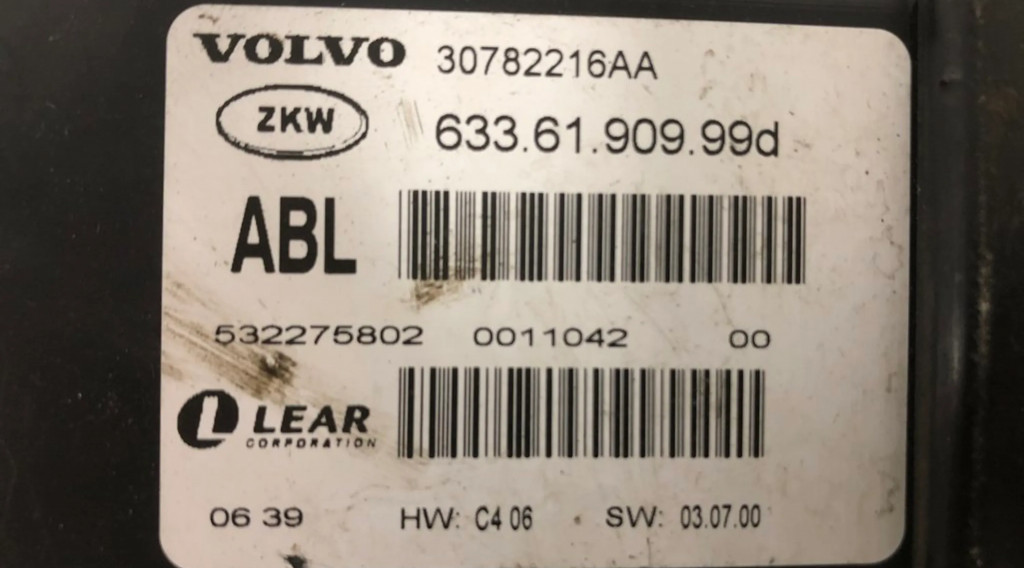 VOLVO 30782216AA
ZKW 633.61.909.99d
ABL
532275802 0011042 00
L LEAR
CORPORATION
06 39 HW: C4 06 SW: 03.07.00